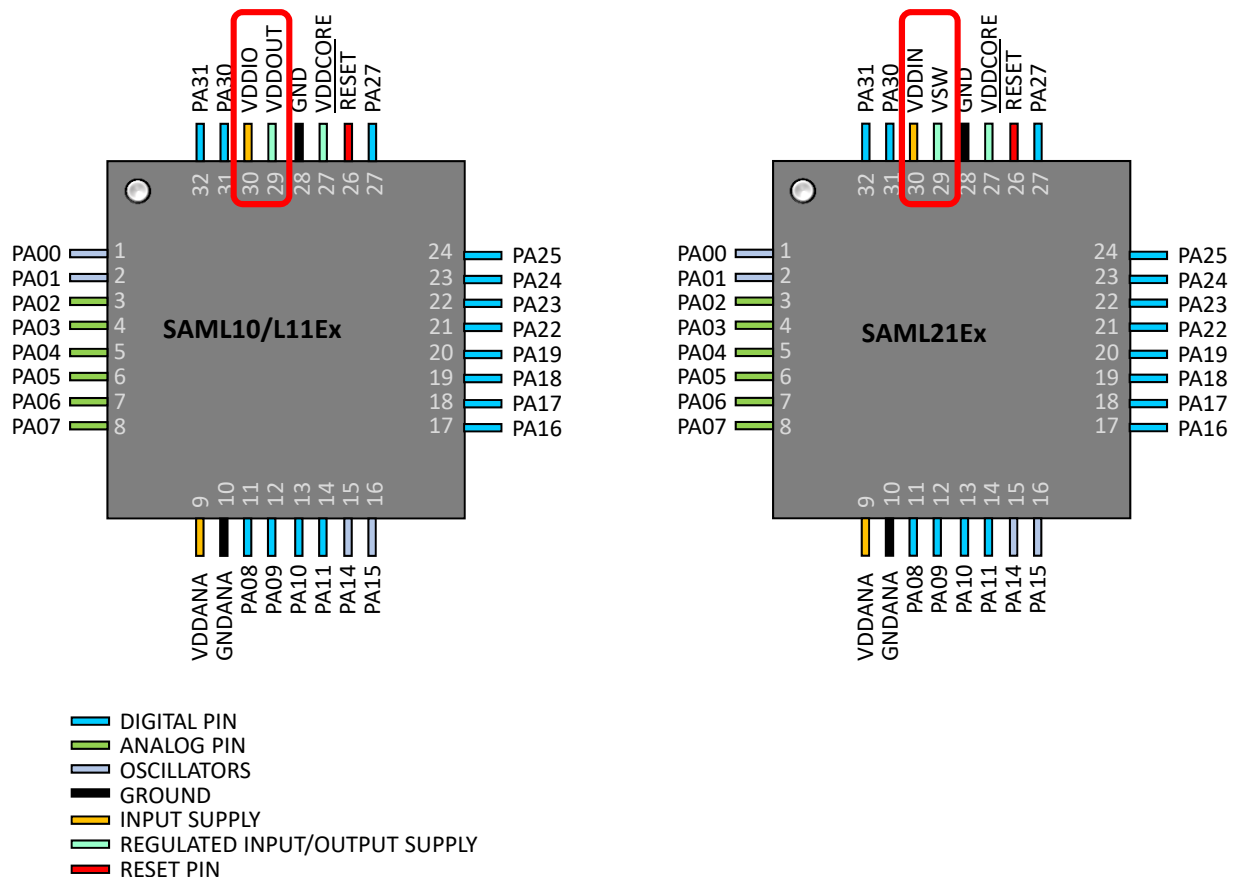 PA31 PA30 VDDIO VDDOUT GND VDDCORE RESET PA27
32 31 30 29 28 27 26 27
PA00 1
PA01 2
PA02 3
PA03 4
PA04 5
PA05 6
PA06 7
PA07 8
SAML10/L11Ex
24 PA25
23 PA24
22 PA23
21 PA22
20 PA19
19 PA18
18 PA17
17 PA16
9 10 11 12 13 14 15 16
VDDANA GNDANA PA08 PA09 PA10 PA11 PA14 PA15
PA31 PA30 VDDIN VSW GND VDDCORE RESET PA27
32 31 30 29 28 27 26 27
PA00 1
PA01 2
PA02 3
PA03 4
PA04 5
PA05 6
PA06 7
PA07 8
SAML21Ex
24 PA25
23 PA24
22 PA23
21 PA22
20 PA19
19 PA18
18 PA17
17 PA16
9 10 11 12 13 14 15 16
VDDANA GNDANA PA08 PA09 PA10 PA11 PA14 PA15
DIGITAL PIN
ANALOG PIN
OSCILLATORS
GROUND
INPUT SUPPLY
REGULATED INPUT/OUTPUT SUPPLY
RESET PIN